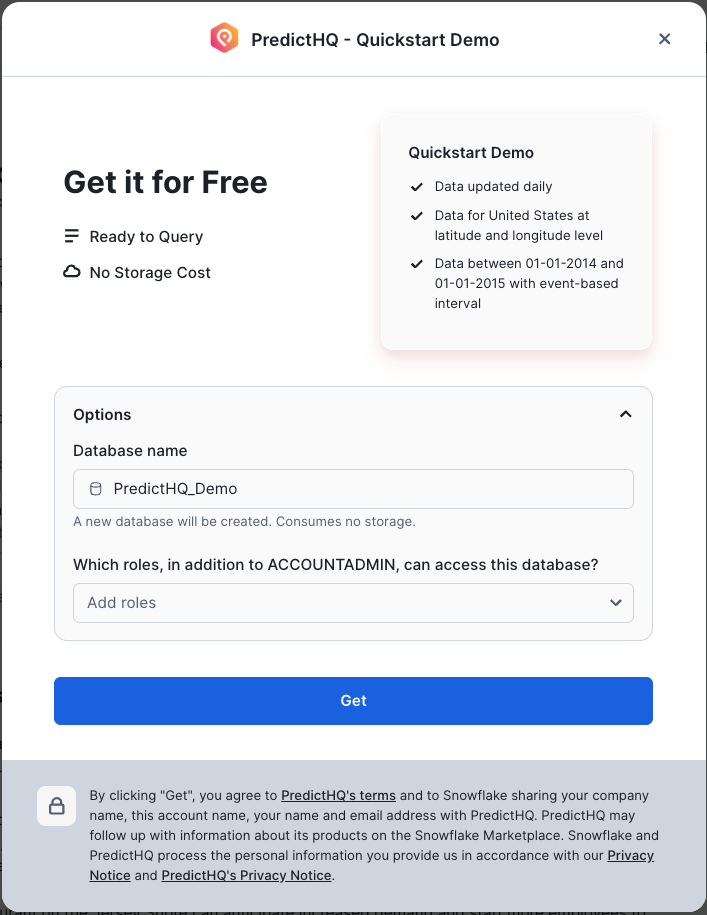 PredictHQ - Quickstart Demo
Get it for Free
Ready to Query
No Storage Cost
Quickstart Demo
Data updated daily
Data for United States at
latitude and longitude level
Data between 01-01-2014 and
01-01-2015 with event-based
interval
Options
Database name
PredictHQ_Demo
A new database will be created. Consumes no storage.
Which roles, in addition to ACCOUNTADMIN, can access this database?
Add roles
Get
By clicking "Get", you agree to PredictHQ's terms and to Snowflake sharing your company
name, this account name, your name and email address with PredictHQ. PredictHQ may
follow up with information about its products on the Snowflake Marketplace. Snowflake and
PredictHQ process the personal information you provide us in accordance with our Privacy
Notice and PredictHQ's Privacy Notice.